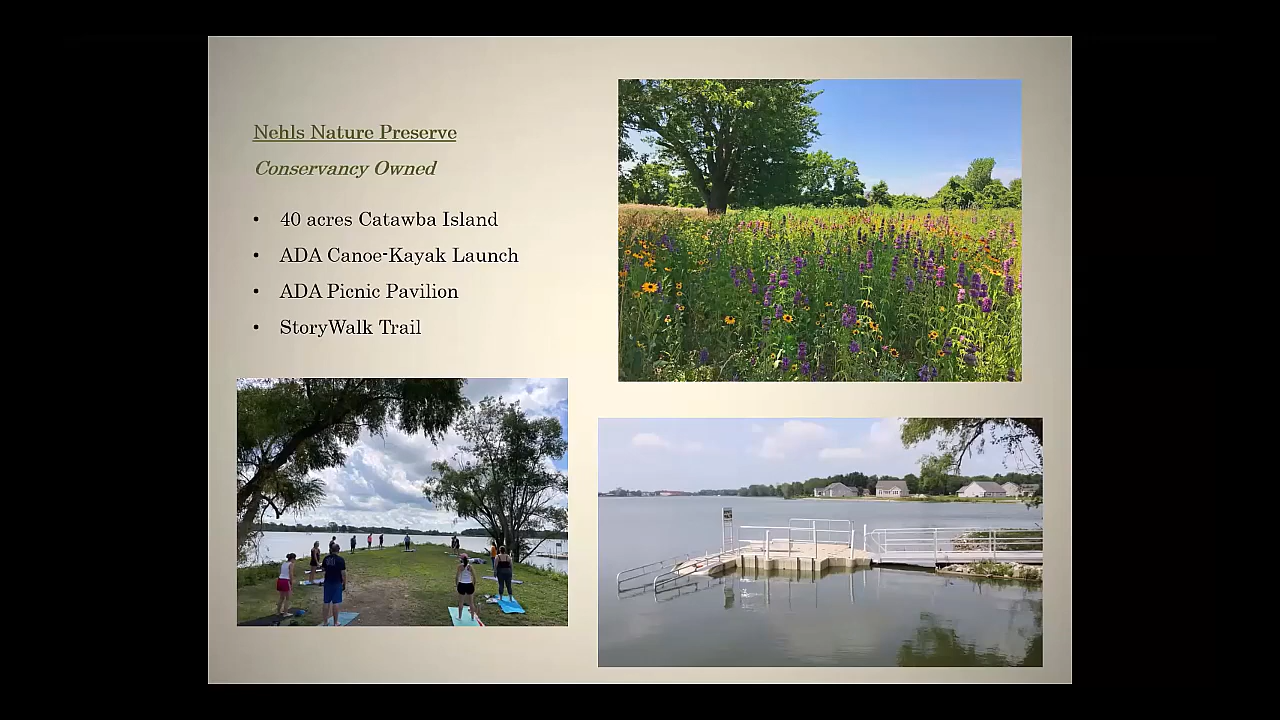 Nehls Nature Preserve
Conservancy Owned
• 40 acres Catawba Island
• ADA Canoe-Kayak Launch
• ADA Picnic Pavilion
• StoryWalk Trail